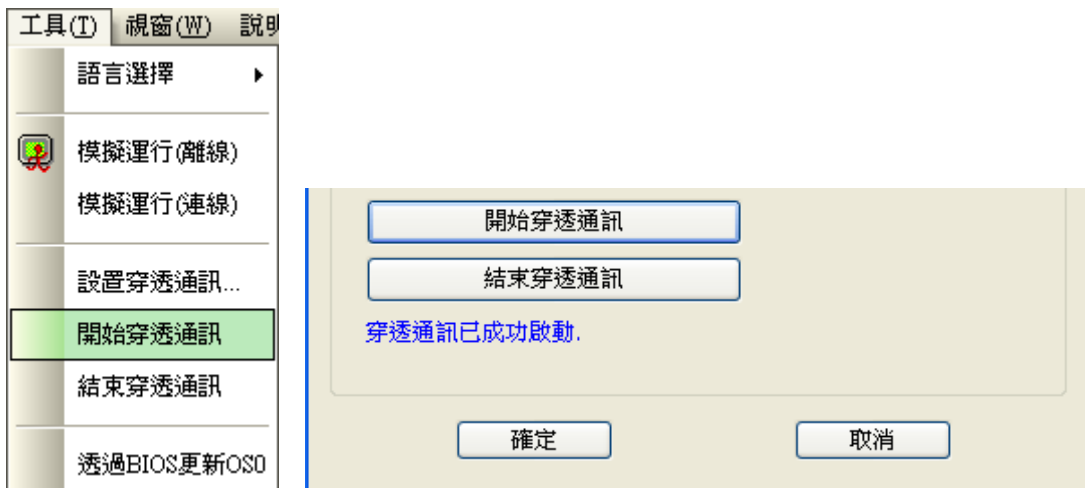 工具(T) 視窗(W) 說明
語言選擇
模擬運行(離線)
模擬運行(連線)
設置穿透通訊...
開始穿透通訊
結束穿透通訊
透過BIOS更新OS0
開始穿透通訊
結束穿透通訊
穿透通訊已成功啟動.
確定 取消